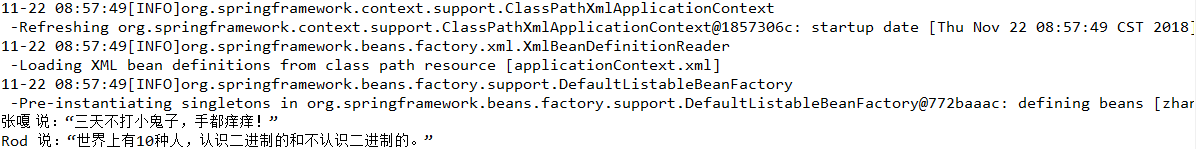 11-22 08:57:49[INFO]org.springframework.context.support.ClassPathXmlApplicationContext
-Refreshing org.springframework.context.support.ClassPathXmlApplicationContext@1857306c: startup date [Thu Nov 22 08:57:49 CST 2018]
11-22 08:57:49[INFO]org.springframework.beans.factory.xml.XmlBeanDefinitionReader
-Loading XML bean definitions from class path resource [applicationContext.xml]
11-22 08:57:49[INFO]org.springframework.beans.factory.support.DefaultListableBeanFactory
-Pre-instantiating singletons in org.springframework.beans.factory.support.DefaultListableBeanFactory@772baaac: defining beans [zhan
张嘎 说：“三天不打小鬼子，手都痒痒！”
Rod 说：“世界上有10种人，认识二进制的和不认识二进制的。”